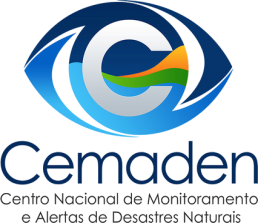 C
Cemaden
Centro Nacional de Monitoramento
e Alertas de Desastres Naturais